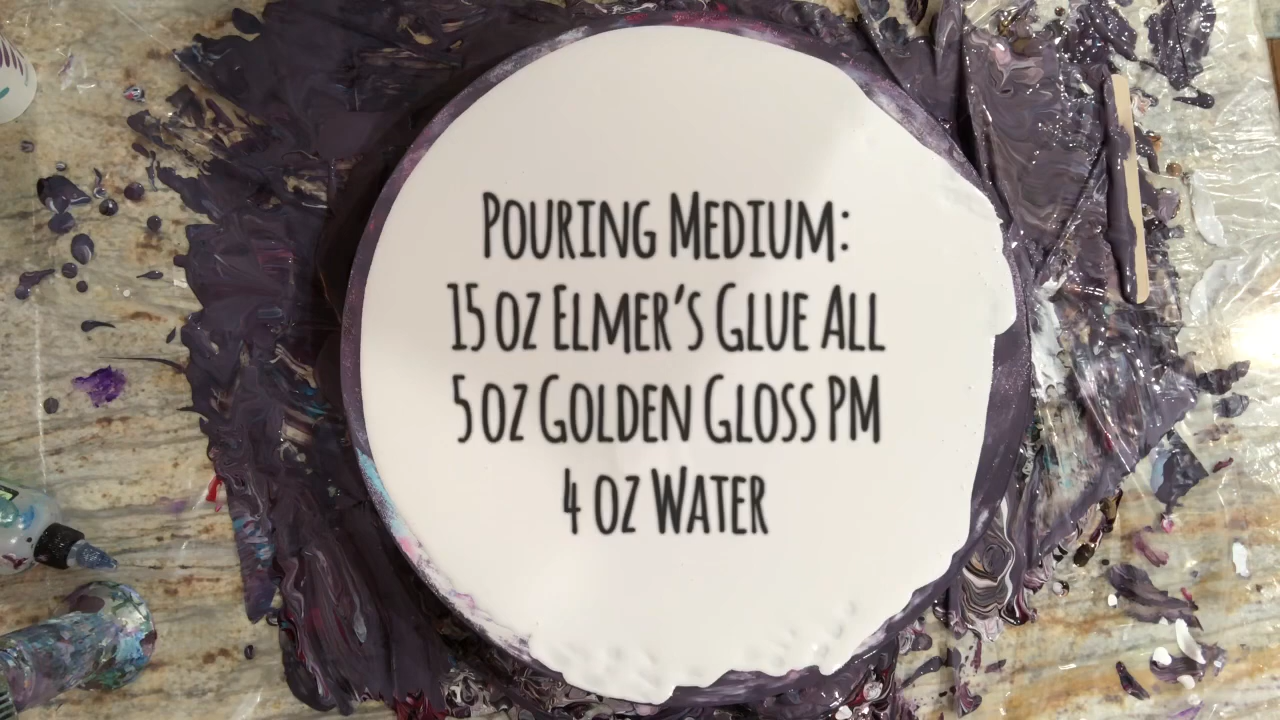 Pouring Medium:
15 oz Elmer's Glue All
5 oz Golden Gloss PM
4 oz Water